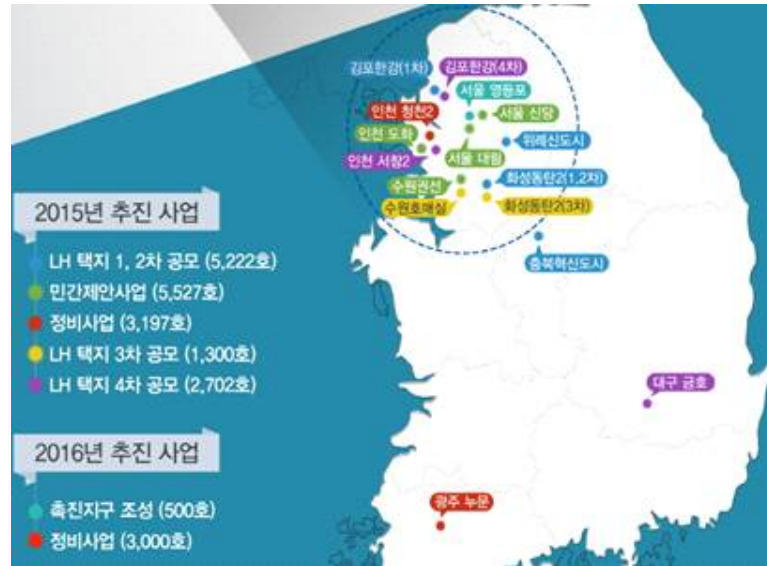 김포한강(1차)
김포한강(4차)
서울 영등포
인천 청천2
서울 신당
인천 도화
위례신도시
인천 서창2
서울 대림
수원권선
화성동탄2(1,2차)
수원호매실
화성동탄2(3차)
충북혁신도시
2015년 추진 사업
LH 택지 1, 2차 공모 (5,222호)
민간제안사업 (5,527호)
정비사업 (3,197호)
LH 택지 3차 공모 (1,300호)
LH 택지 4차 공모 (2,702호)
대구 금호
2016년 추진 사업
촉진지구 조성 (500호)
정비사업 (3,000호)
광주 누문